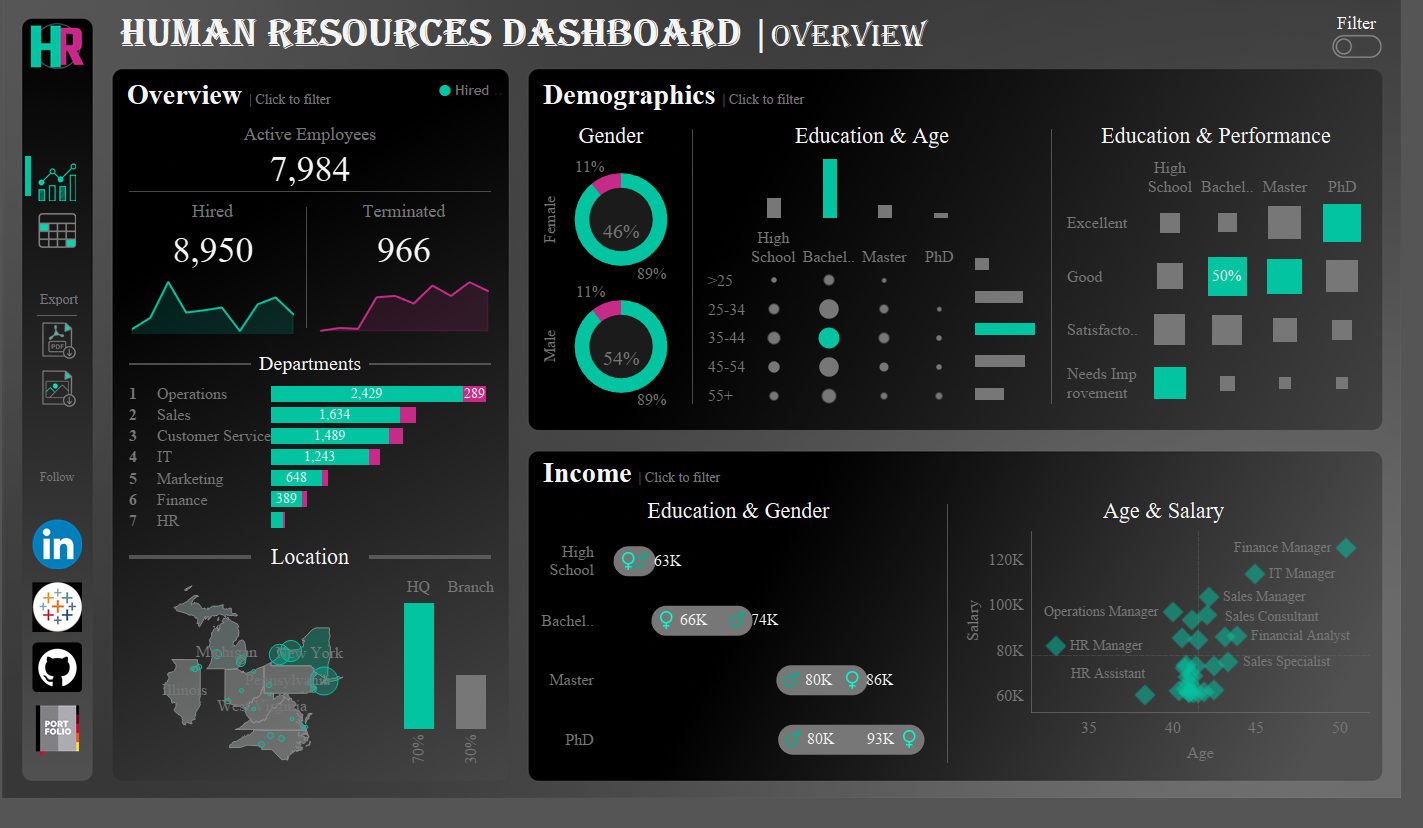 HR
HUMAN RESOURCES DASHBOARD | OVERVIEW
Filter
Export
PDF
Follow
in
PORT
FOLIO
Overview | Click to filter
Hired ..
Active Employees
7,984
Hired
8,950
Terminated
966
Departments
1 Operations 2,429 289
2 Sales 1,634
3 Customer Service 1,489
4 IT 1,243
5 Marketing 648
6 Finance 389
7 HR
Location
Michigan
New York
Illinois
Pennsylvania
West Virginia
HQ Branch
70% 30%
Demographics | Click to filter
Gender
Female
11%
46%
89%
Male
11%
54%
89%
Education & Age
High
School Bachel.. Master PhD
>25
25-34
35-44
45-54
55+
Education & Performance
High
School Bachel.. Master PhD
Excellent
Good 50%
Satisfacto..
Needs Imp
rovement
Income | Click to filter
Education & Gender
High
School
63K
Bachel.. 66K 74K
Master 80K 86K
PhD 80K 93K
Age & Salary
Salary
120K
100K
80K
60K
Finance Manager
IT Manager
Sales Manager
Operations Manager
Sales Consultant
Financial Analyst
HR Manager
Sales Specialist
HR Assistant
35 40 45 50
Age